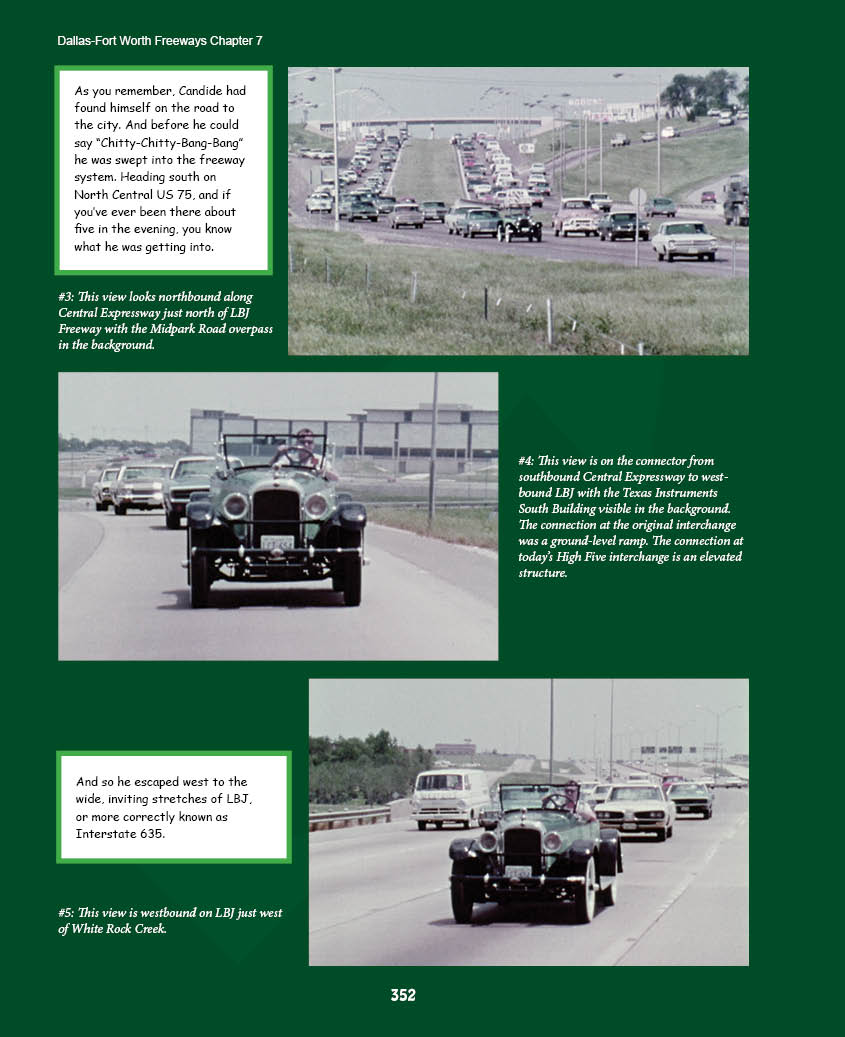 Dallas-Fort Worth Freeways Chapter 7
As you remember, Candide had
found himself on the road to
the city. And before he could
say “Chitty-Chitty-Bang-Bang”
he was swept into the freeway
system. Heading south on
North Central US 75, and if
you’ve ever been there about
five in the evening, you know
what he was getting into.
#3: This view looks northbound along
Central Expressway just north of LBJ
Freeway with the Midpark Road overpass
in the background.
#4: This view is on the connector from
southbound Central Expressway to west-
bound LBJ with the Texas Instruments
South Building visible in the background.
The connection at the original interchange
was a ground-level ramp. The connection at
today’s High Five interchange is an elevated
structure.
And so he escaped west to the
wide, inviting stretches of LBJ,
or more correctly known as
Interstate 635.
#5: This view is westbound on LBJ just west
of White Rock Creek.
352